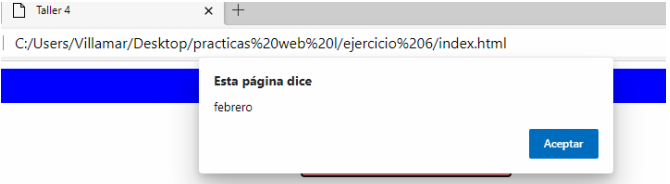 Taller 4
C:/Users/Villamar/Desktop/practicas%20web%20l/ejercicio%206/index.html
Esta página dice
febrero
Aceptar